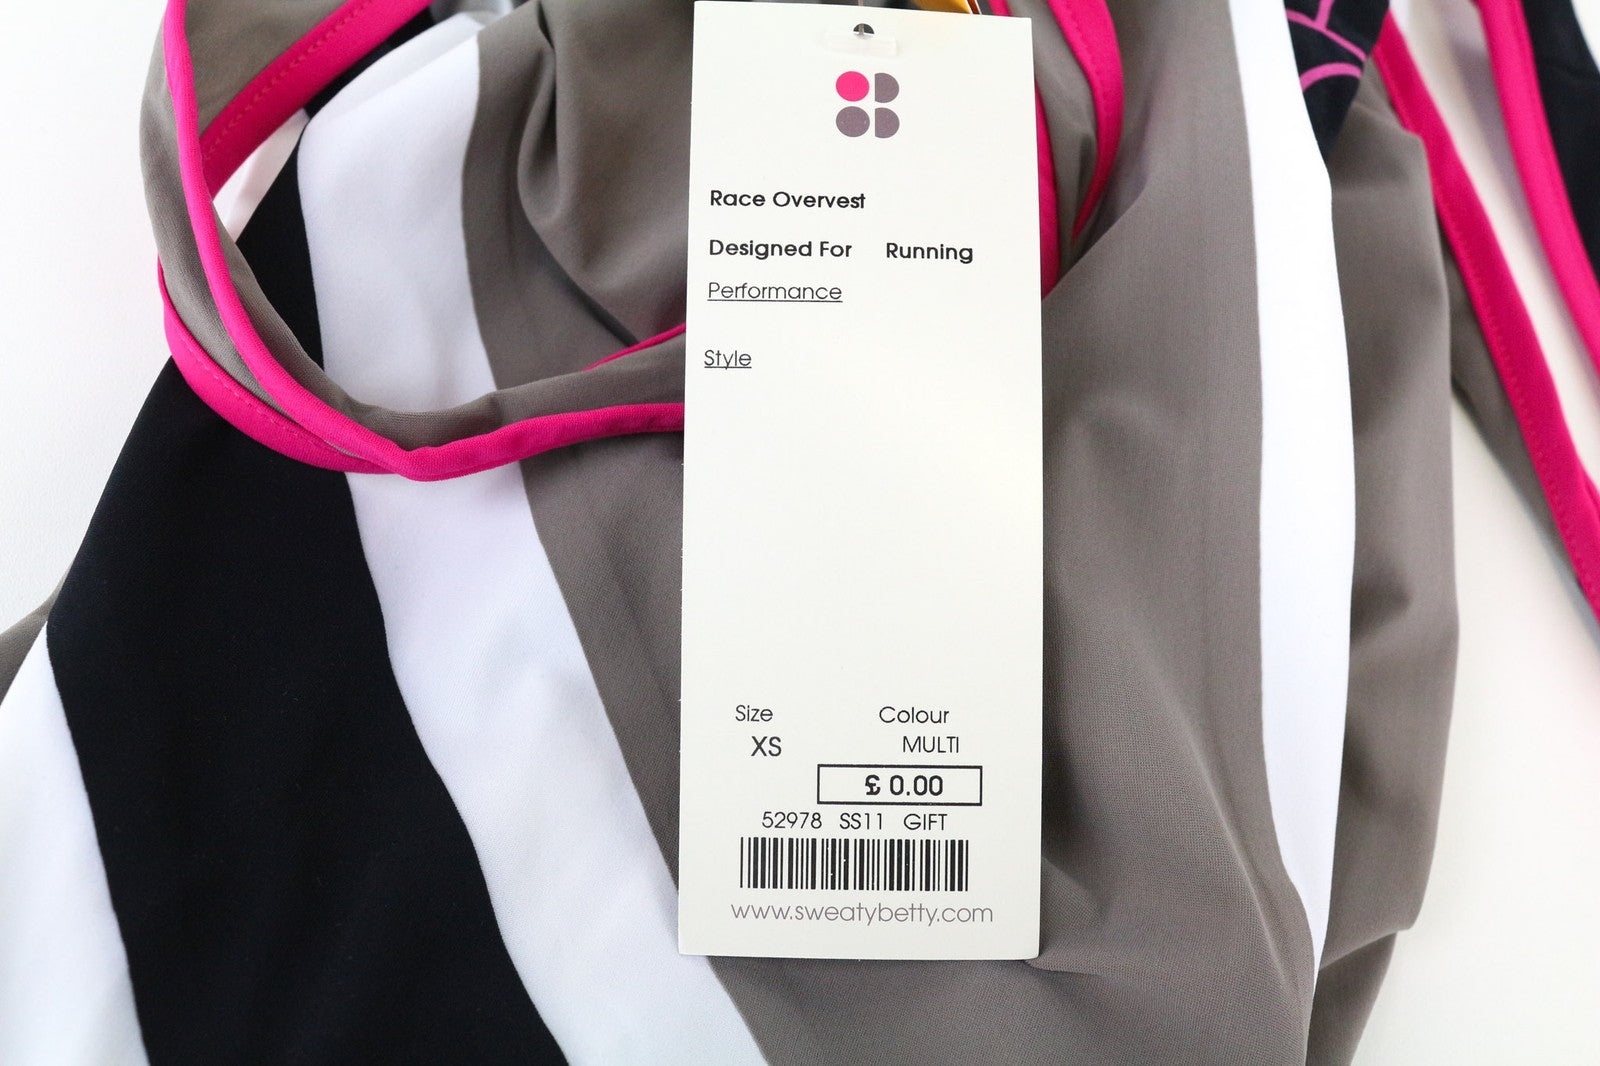 Race Overvest
Designed For Running
Performance
Style
Size Colour
XS MULTI
£ 0.00
52978 SS11 GIFT
www.sweatybetty.com